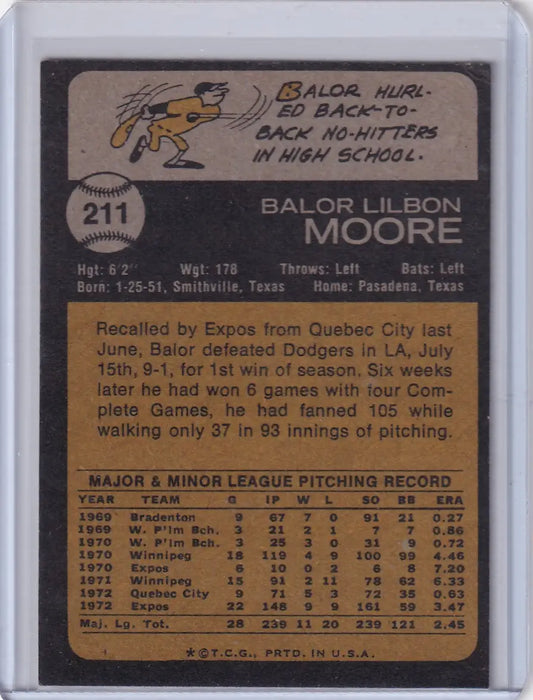 BALOR HURL-
ED BACK-TO-
BACK NO-HITTERS
IN HIGH SCHOOL.
211
BALOR LILBON
MOORE
Hgt: 6'2" Wgt: 178 Throws: Left Bats: Left
Born: 1-25-51, Smithville, Texas Home: Pasadena, Texas
Recalled by Expos from Quebec City last
June, Balor defeated Dodgers in LA, July
15th, 9-1, for 1st win of season. Six weeks
later he had won 6 games with four Com-
plete Games, he had fanned 105 while
walking only 37 in 93 innings of pitching.
MAJOR & MINOR LEAGUE PITCHING RECORD
YEAR TEAM G IP W L SO BB ERA
1969 Bradenton 9 67 7 0 91 21 0.27
1969 W. P'lm Bch. 3 21 2 1 7 7 0.86
1970 W. P'lm Bch. 3 25 3 0 31 9 0.72
1970 Winnipeg 18 119 4 9 100 99 4.46
1970 Expos 6 10 0 2 6 8 7.20
1971 Winnipeg 15 91 2 11 78 62 6.33
1972 Quebec City 9 71 5 3 72 35 0.63
1972 Expos 22 148 9 9 161 59 3.47
Maj. Lg. Tot. 28 239 11 20 239 121 2.45
*©T.C.G., PRTD. IN U.S.A.